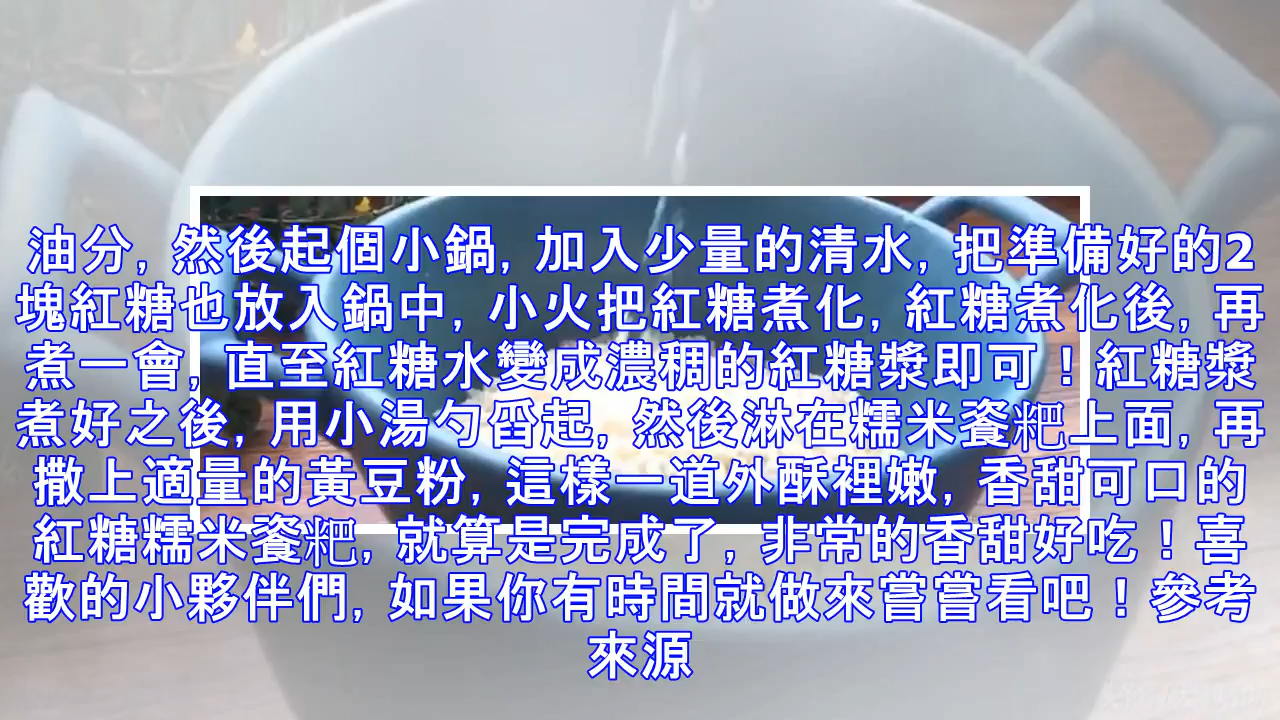 油分, 然後起個小鍋, 加入少量的清水, 把準備好的2
塊紅糖也放入鍋中, 小火把紅糖煮化, 紅糖煮化後, 再
煮一會, 直至紅糖水變成濃稠的紅糖漿即可！紅糖漿
煮好之後, 用小湯勺舀起, 然後淋在糯米餈粑上面, 再
撒上適量的黃豆粉, 這樣一道外酥裡嫩, 香甜可口的
紅糖糯米餈粑, 就算是完成了, 非常的香甜好吃！喜
歡的小夥伴們, 如果你有時間就做來嘗嘗看吧！參考
來源